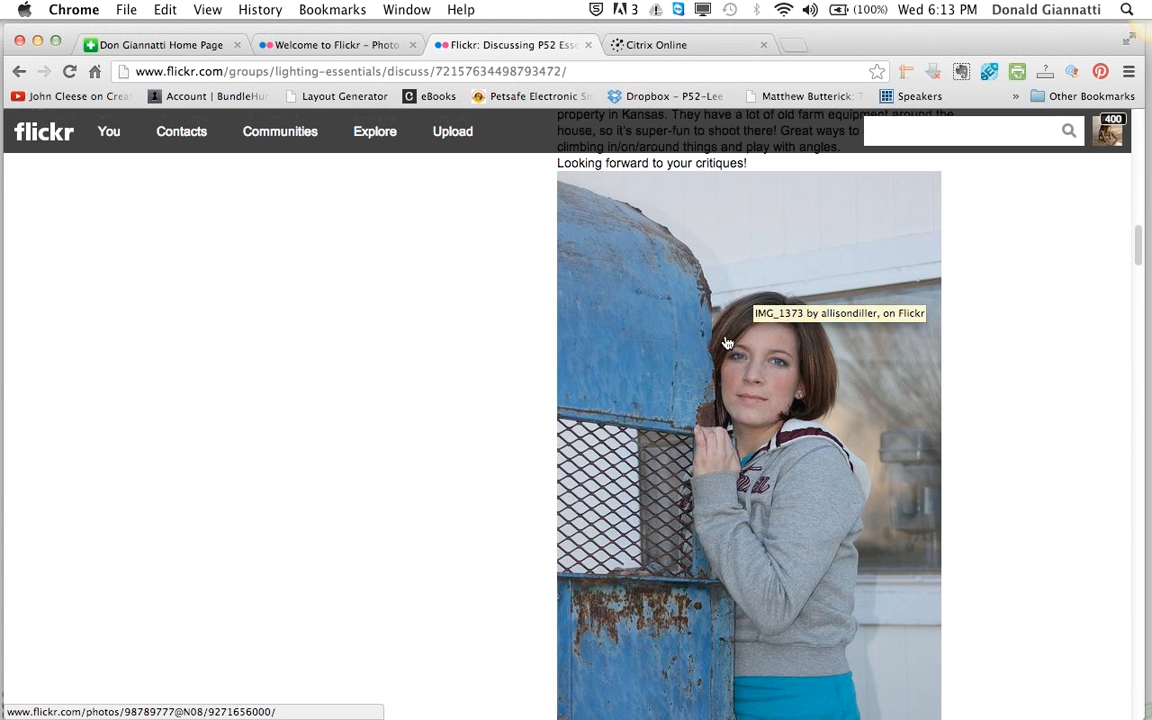 Chrome File Edit View History Bookmarks Window Help 3 (100%) Wed 6:13 PM Donald Giannatti
Don Giannatti Home Page Welcome to Flickr – Photo Flickr: Discussing P52 Esse Citrix Online
www.flickr.com/groups/lighting-essentials/discuss/72157634498793472/
John Cleese on Crea Account | BundleHu Layout Generator eBooks Petsafe Electronic Sm Dropbox – P52-Lee Matthew Butterick: T Speakers » Other Bookmarks
flickr You Contacts Communities Explore Upload 400
property in Kansas. They have a lot of old farm equipment around the
house, so it's super-fun to shoot there! Great ways to
climbing in/on/around things and play with angles.
Looking forward to your critiques!
IMG_1373 by allisondiller, on Flickr
www.flickr.com/photos/98789777@N08/9271656000/